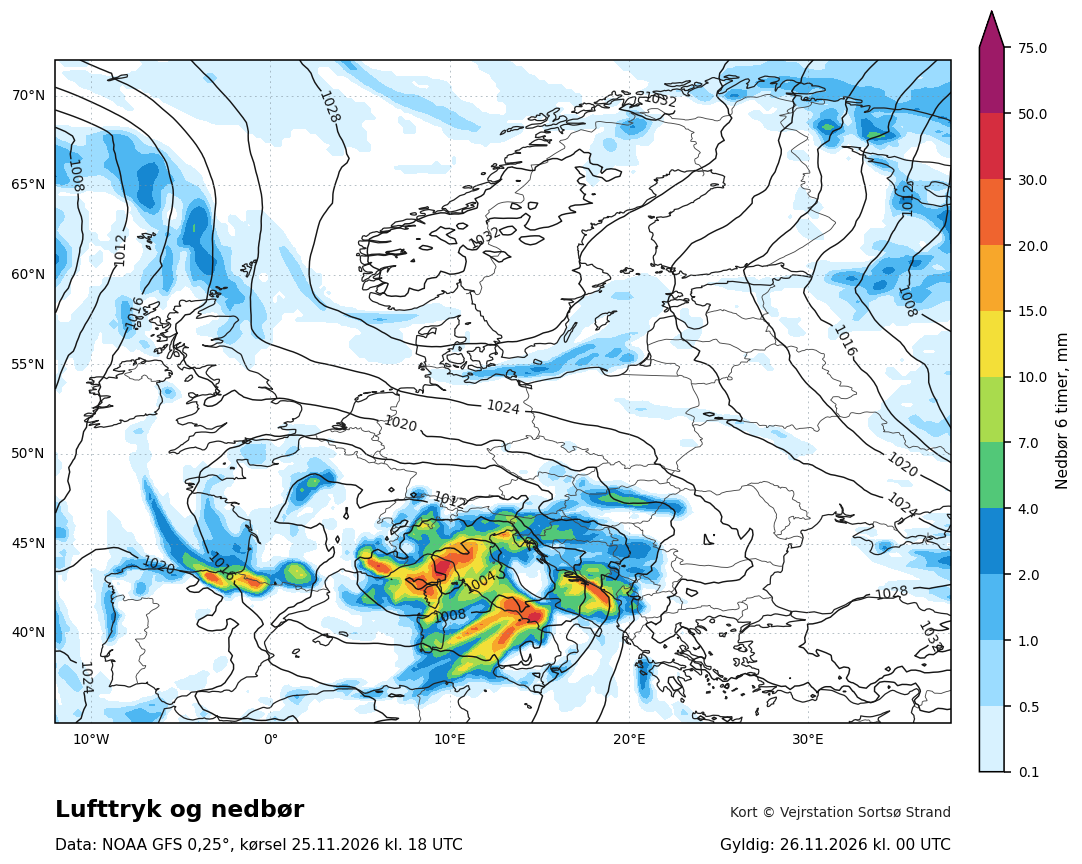 75.0
50.0
30.0
20.0
15.0
10.0
7.0
4.0
2.0
1.0
0.5
0.1
Nedbør 6 timer, mm
70°N
65°N
60°N
55°N
50°N
45°N
40°N
10°W
0°
10°E
20°E
30°E
1028
1032
1008
1012
1012
1032
1016
1008
1016
1024
1020
1020
1024
1020
1016
1004
1008
1028
1024
Lufttryk og nedbør
Kort © Vejrstation Sortsø Strand
Data: NOAA GFS 0,25°, kørsel 25.11.2026 kl. 18 UTC
Gyldig: 26.11.2026 kl. 00 UTC